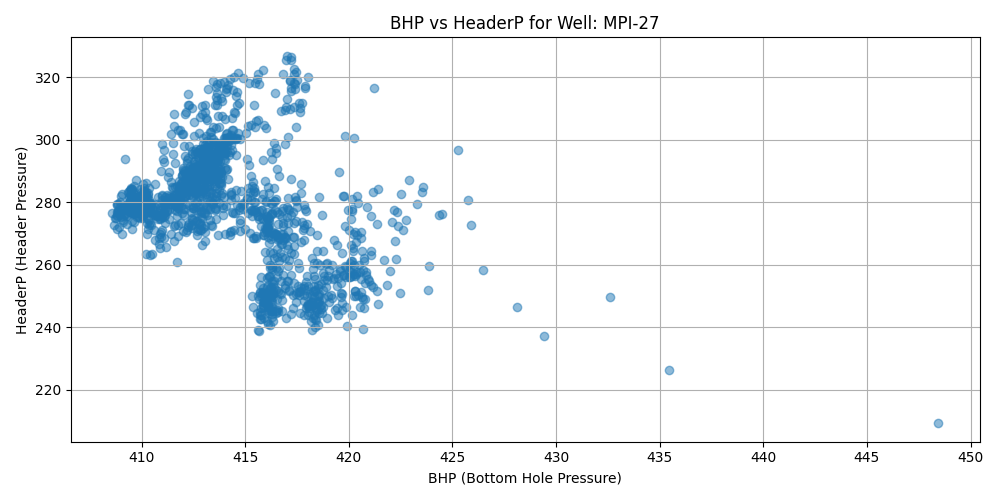 BHP vs HeaderP for Well: MPI-27
HeaderP (Header Pressure)
320
300
280
260
240
220
410 415 420 425 430 435 440 445 450
BHP (Bottom Hole Pressure)